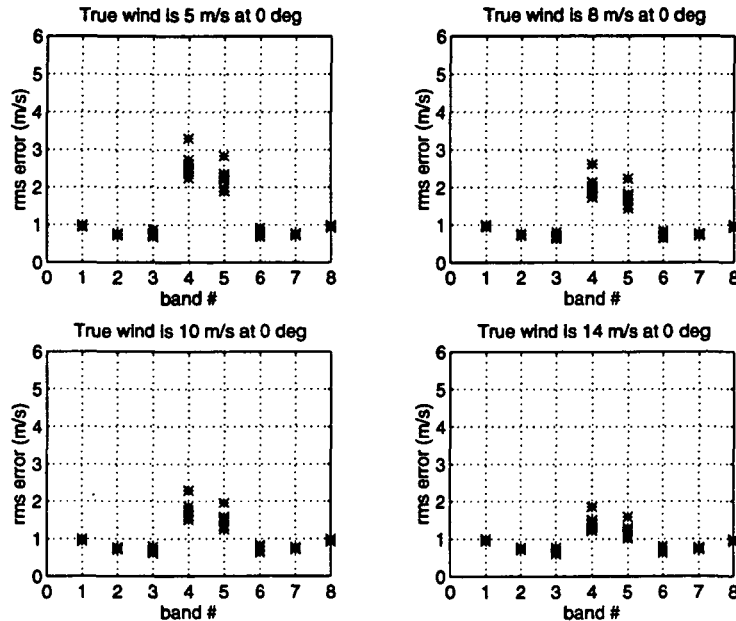 True wind is 5 m/s at 0 deg
6
5
4
3
2
1
0
rms error (m/s)
0 1 2 3 4 5 6 7 8
band #
True wind is 8 m/s at 0 deg
6
5
4
3
2
1
0
rms error (m/s)
0 1 2 3 4 5 6 7 8
band #
True wind is 10 m/s at 0 deg
6
5
4
3
2
1
0
rms error (m/s)
0 1 2 3 4 5 6 7 8
band #
True wind is 14 m/s at 0 deg
6
5
4
3
2
1
0
rms error (m/s)
0 1 2 3 4 5 6 7 8
band #